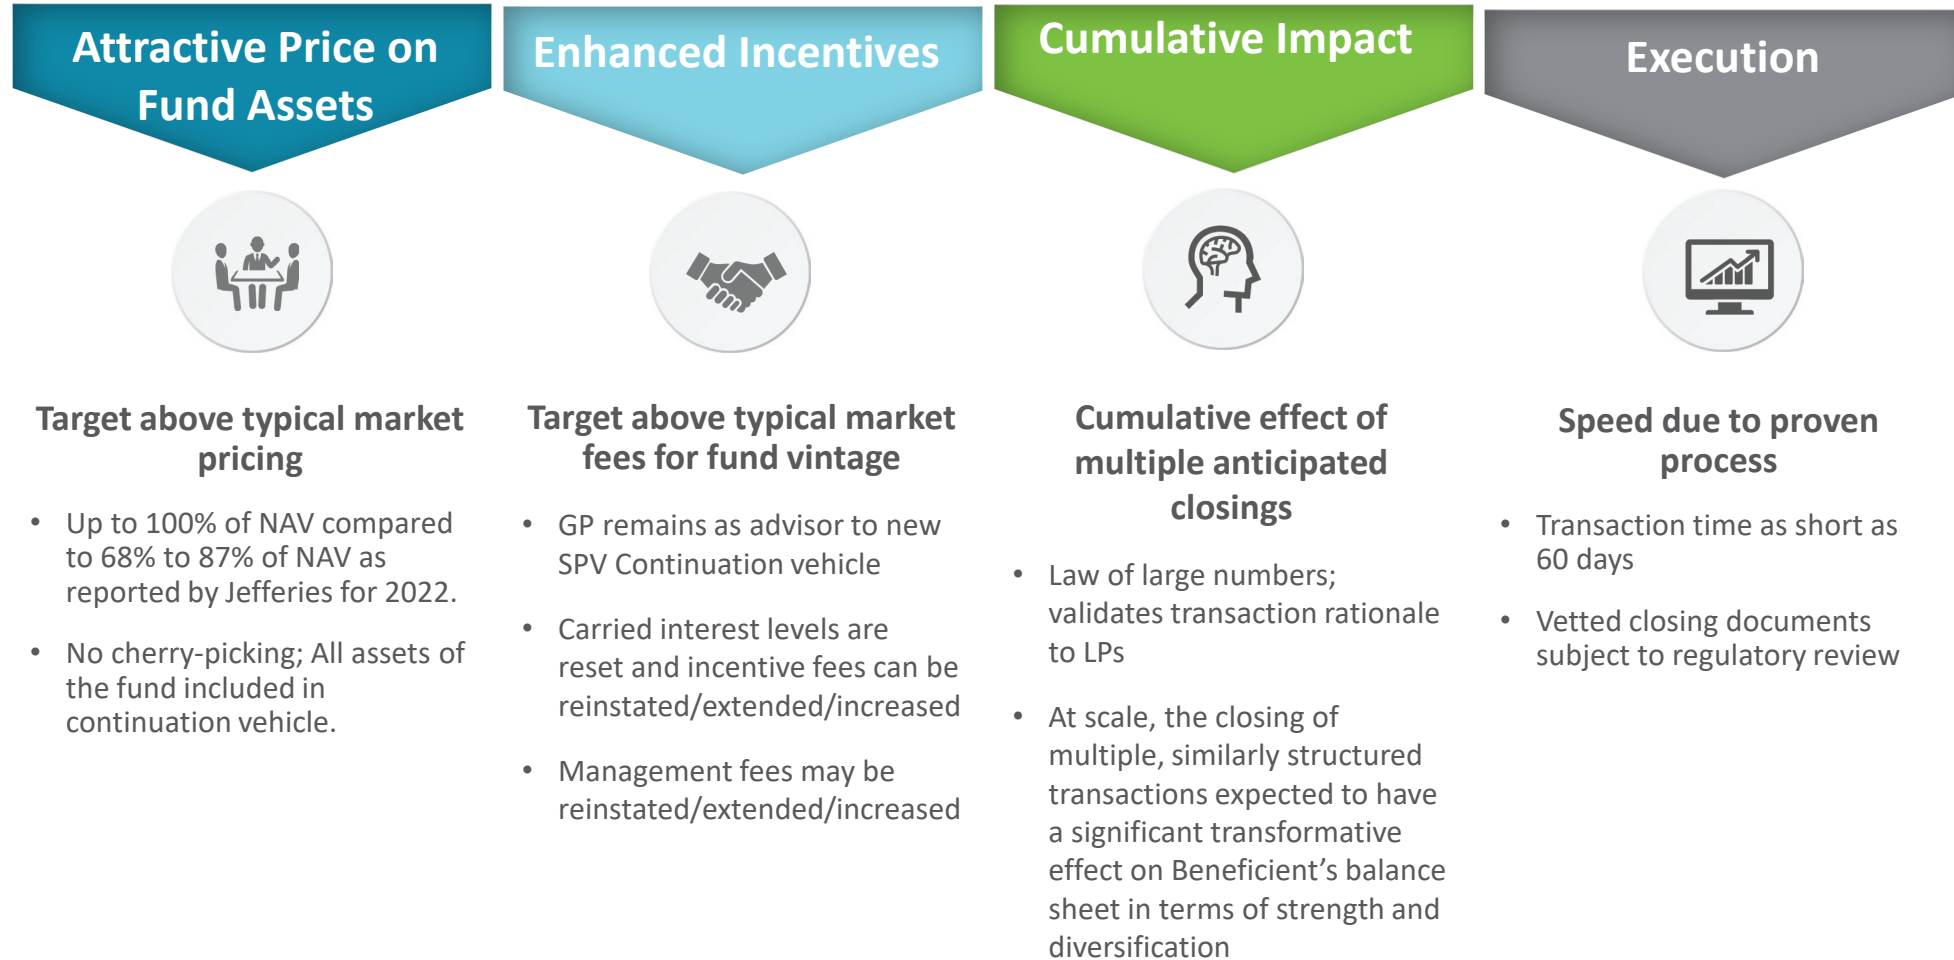 Attractive Price on
Fund Assets
Target above typical market
pricing
• Up to 100% of NAV compared
to 68% to 87% of NAV as
reported by Jefferies for 2022.
• No cherry-picking; All assets of
the fund included in
continuation vehicle.
Enhanced Incentives
Target above typical market
fees for fund vintage
• GP remains as advisor to new
SPV Continuation vehicle
• Carried interest levels are
reset and incentive fees can be
reinstated/extended/increased
• Management fees may be
reinstated/extended/increased
Cumulative Impact
Cumulative effect of
multiple anticipated
closings
• Law of large numbers;
validates transaction rationale
to LPs
• At scale, the closing of
multiple, similarly structured
transactions expected to have
a significant transformative
effect on Beneficient's balance
sheet in terms of strength and
diversification
Execution
Speed due to proven
process
• Transaction time as short as
60 days
• Vetted closing documents
subject to regulatory review